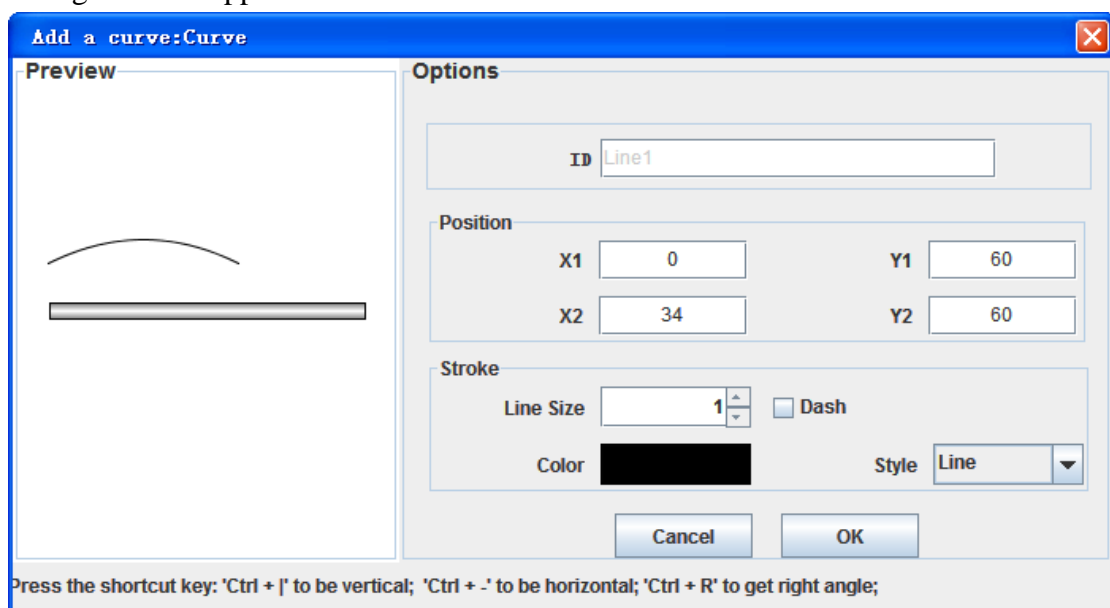 Add a curve:Curve
Preview
Options
ID Line1
Position
X1 0 Y1 60
X2 34 Y2 60
Stroke
Line Size 1 Dash
Color Style Line
Cancel OK
Press the shortcut key: 'Ctrl + |' to be vertical; 'Ctrl + -' to be horizontal; 'Ctrl + R' to get right angle;